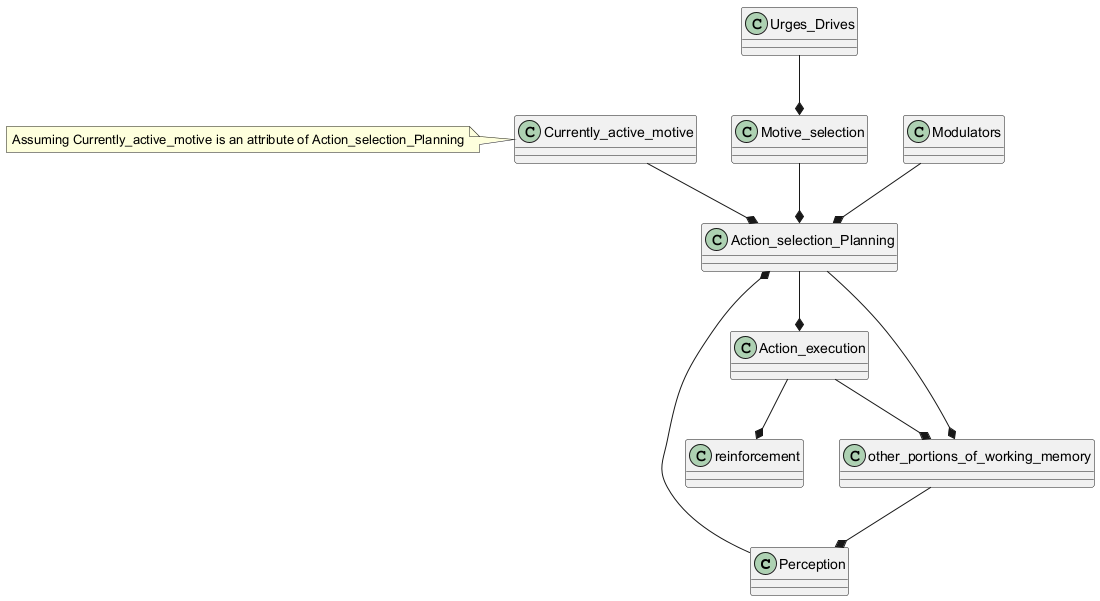 C Urges_Drives
Assuming Currently_active_motive is an attribute of Action_selection_Planning
C Currently_active_motive
C Motive_selection
C Modulators
C Action_selection_Planning
C Action_execution
C reinforcement
C other_portions_of_working_memory
C Perception